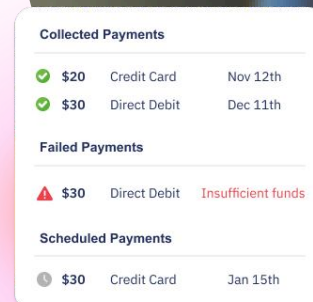 Collected Payments
$20 Credit Card Nov 12th
$30 Direct Debit Dec 11th
Failed Payments
$30 Direct Debit Insufficient funds
Scheduled Payments
$30 Credit Card Jan 15th